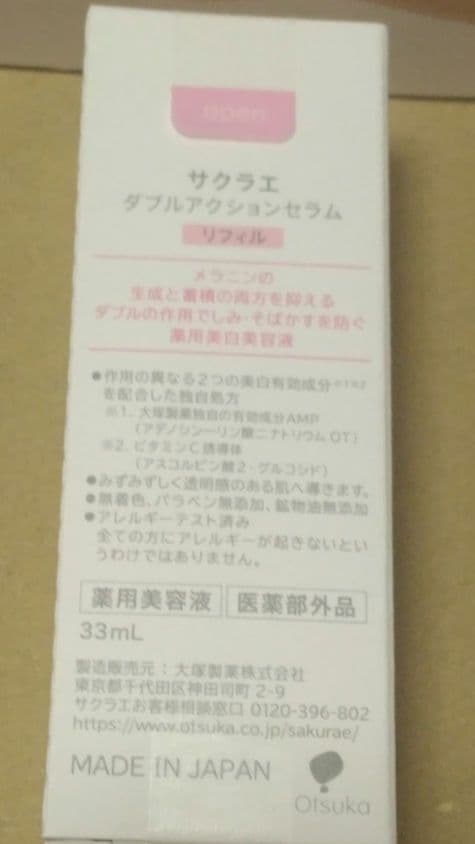 open
サクラエ
ダブルアクションセラム
リフィル
メラニンの
生成と蓄積の両方を抑える
ダブルの作用でしみ・そばかすを防ぐ
薬用美白美容液
●作用の異なる2つの美白有効成分※1※2
を配合した独自処方
※1. 大塚製薬独自の有効成分AMP
（アデノシン一リン酸二ナトリウム OT）
※2. ビタミンC誘導体
（アスコルビン酸2-グルコシド）
●みずみずしく透明感のある肌へ導きます。
●無着色、パラベン無添加、鉱物油無添加
●アレルギーテスト済み
全ての方にアレルギーが起きないとい
うわけではありません。
薬用美容液 医薬部外品
33mL
製造販売元：大塚製薬株式会社
東京都千代田区神田司町 2-9
サクラエお客様相談窓口 0120-396-802
https://www.otsuka.co.jp/sakurae/
MADE IN JAPAN
Otsuka